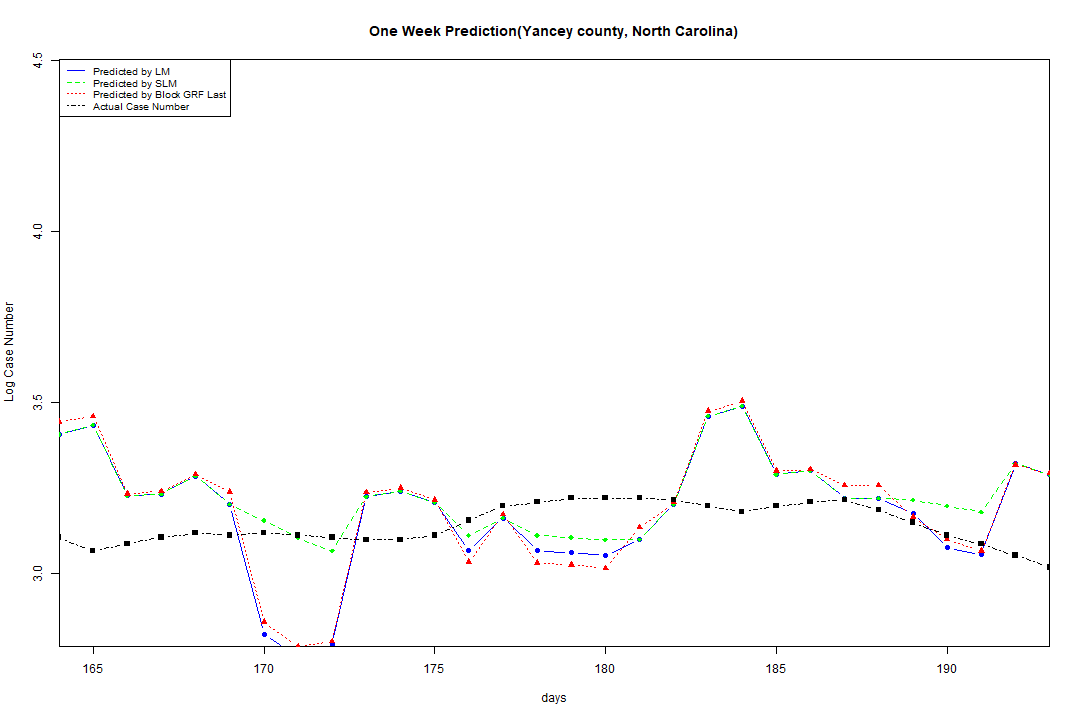 One Week Prediction(Yancey county, North Carolina)
4.5
Predicted by LM
Predicted by SLM
Predicted by Block GRF Last
Actual Case Number
4.0
Log Case Number
3.5
3.0
165 170 175 180 185 190
days